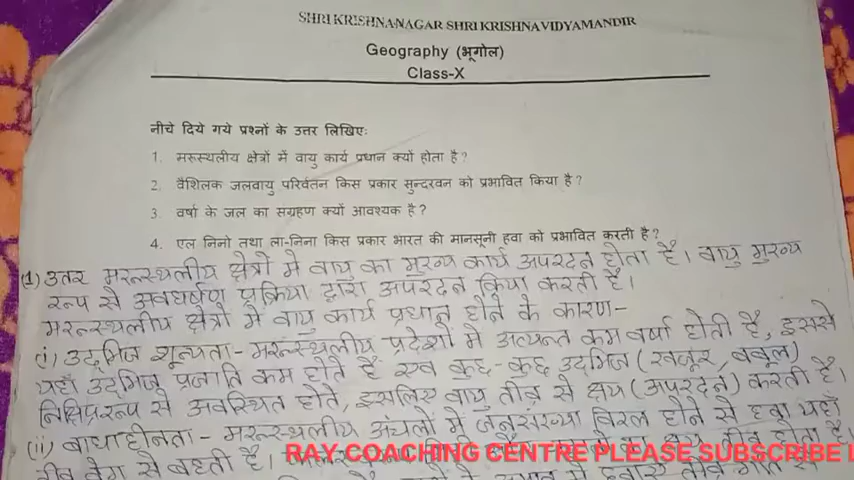 SHRI KRISHNANAGAR SHRI KRISHNA VIDYAMANDIR
Geography (भूगोल)
Class-X
नीचे दिये गये प्रश्नों के उत्तर लिखिएः
1. मरुस्थलीय क्षेत्रों में वायु कार्य प्रधान क्यों होता है?
2. वैशिलक जलवायु परिर्वतन किस प्रकार सुन्दरवन को प्रभावित किया है?
3. वर्षा के जल का संग्रहण क्यों आवश्यक है?
4. एल निनो तथा ला-निना किस प्रकार भारत की मानसूनी हवा को प्रभावित करती है?
(1) उत्तर मरुस्थलीय क्षेत्रों में वायु का मुख्य कार्य अपरदन होता है। वायु मुख्य
रूप से अवघर्षण प्रक्रिया द्वारा अपरदन किया करती है।
मरुस्थलीय क्षेत्रों में वायु कार्य प्रधान होने के कारण-
(i) उद्भिज शून्यता - मरुस्थलीय प्रदेशों में अत्यन्त कम वर्षा होती है, इससे
यहाँ उद्भिज प्रजाति कम होते हैं एवं कुछ-कुछ उद्भिज (खजूर, बबूल)
से अवस्थित होते, इसलिए वायु तीव्र से क्षय (अपरदन) करती है।
(ii) बाधाहीनता - मरुस्थलीय अंचलों में जनसंख्या विरल होने से हवा यहाँ
वेग से बहती है।
RAY COACHING CENTRE PLEASE SUBSCRIBE